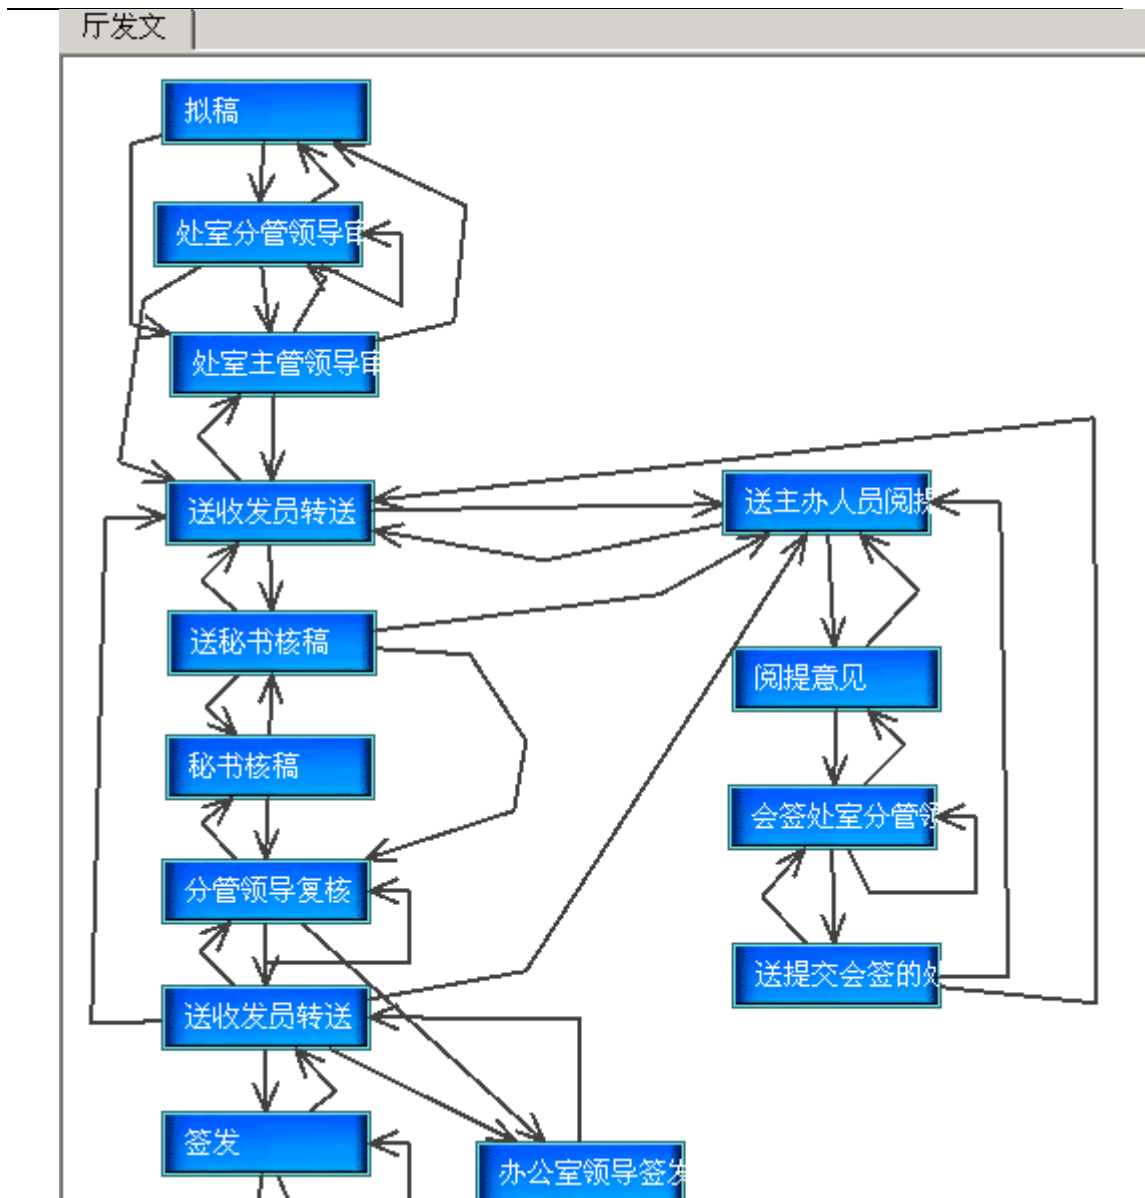 厅发文
拟稿
处室分管领导审
处室主管领导审
送收发员转送
送主办人员阅提
送秘书核稿
阅提意见
秘书核稿
会签处室分管领
分管领导复核
送提交会签的处
送收发员转送
签发
办公室领导签发